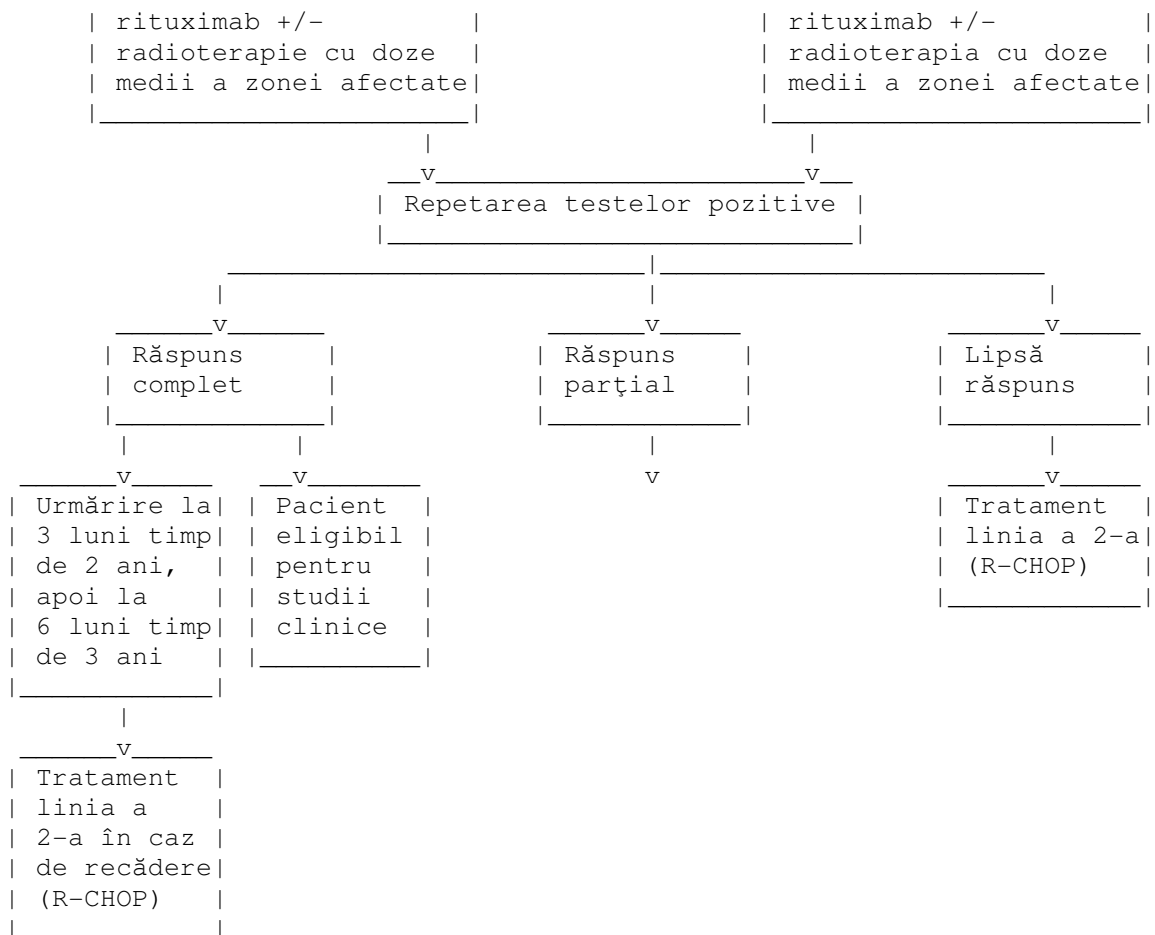 rituximab +/-
radioterapie cu doze
medii a zonei afectate
rituximab +/-
radioterapia cu doze
medii a zonei afectate
Repetarea testelor pozitive
Răspuns
complet
Răspuns
parţial
Lipsă
răspuns
Urmărire la
3 luni timp
de 2 ani,
apoi la
6 luni timp
de 3 ani
Pacient
eligibil
pentru
studii
clinice
Tratament
linia a 2-a
(R-CHOP)
Tratament
linia a
2-a în caz
de recădere
(R-CHOP)